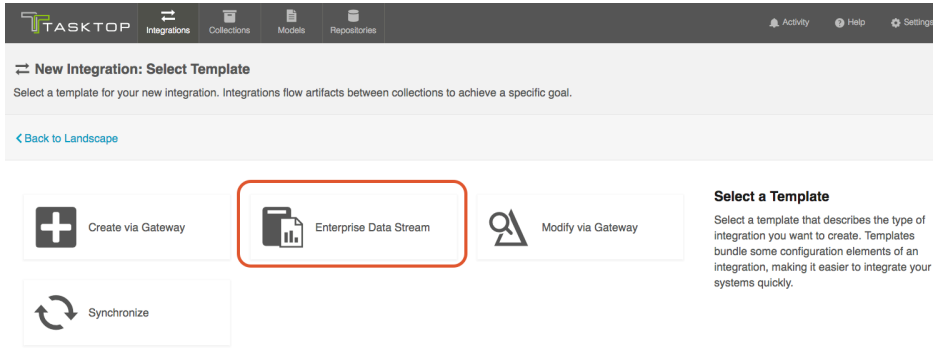 TASKTOP
Integrations
Collections
Models
Repositories
Activity
Help
Settings
New Integration: Select Template
Select a template for your new integration. Integrations flow artifacts between collections to achieve a specific goal.
Back to Landscape
Create via Gateway
Enterprise Data Stream
Modify via Gateway
Synchronize
Select a Template
Select a template that describes the type of
integration you want to create. Templates
bundle some configuration elements of an
integration, making it easier to integrate your
systems quickly.